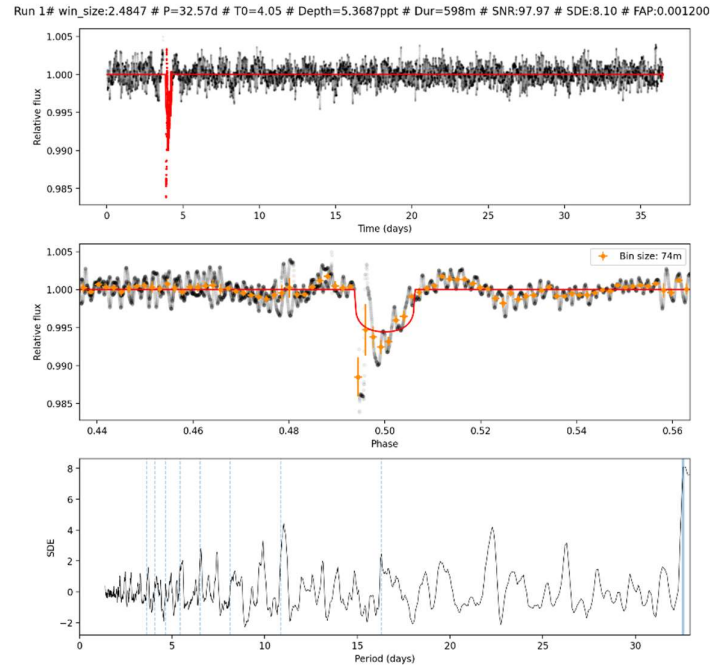 Run 1# win_size:2.4847 # P=32.57d # T0=4.05 # Depth=5.3687ppt # Dur=598m # SNR:97.97 # SDE:8.10 # FAP:0.001200
1.005
1.000
0.995
0.990
0.985
Relative flux
0 5 10 15 20 25 30 35
Time (days)
1.005
1.000
0.995
0.990
0.985
Relative flux
Bin size: 74m
0.44 0.46 0.48 0.50 0.52 0.54 0.56
Phase
8
6
4
2
0
−2
SDE
0 5 10 15 20 25 30
Period (days)